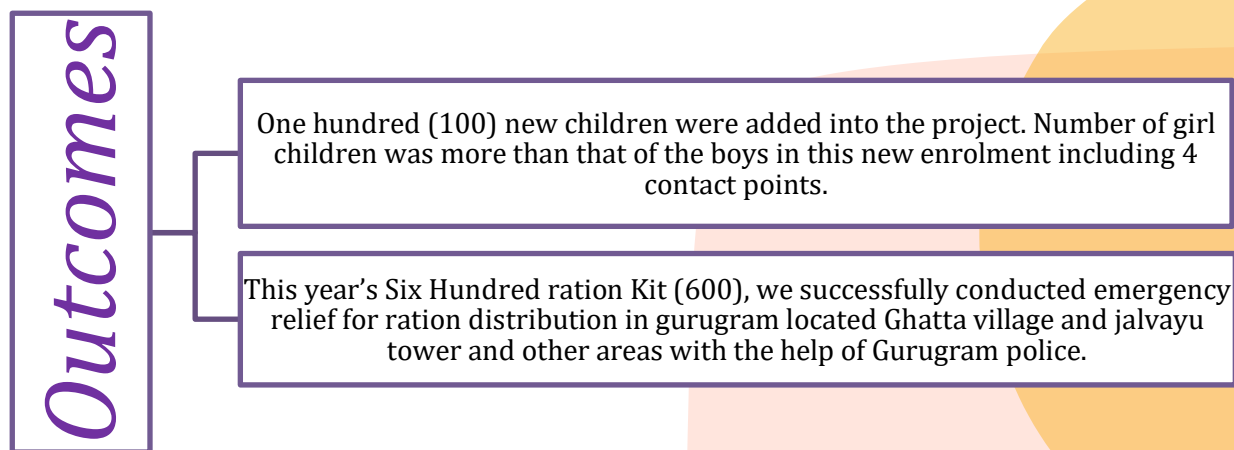 Outcomes
One hundred (100) new children were added into the project. Number of girl
children was more than that of the boys in this new enrolment including 4
contact points.
This year’s Six Hundred ration Kit (600), we successfully conducted emergency
relief for ration distribution in gurugram located Ghatta village and jalvayu
tower and other areas with the help of Gurugram police.